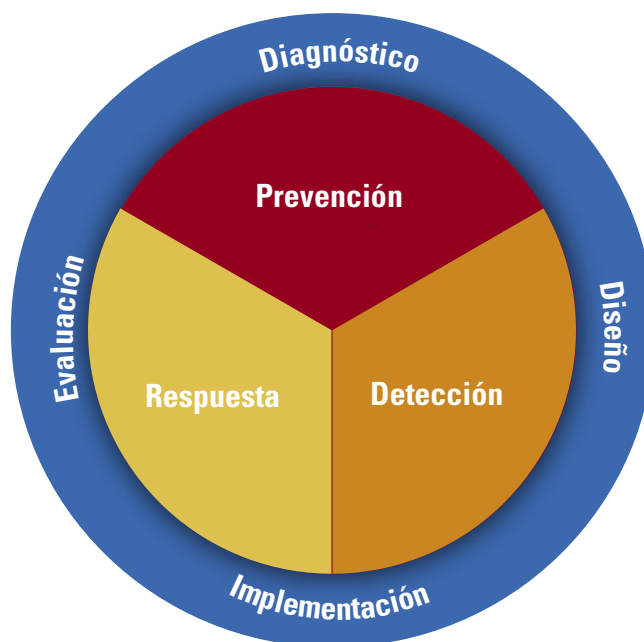 Diagnóstico
Prevención
Evaluación
Diseño
Respuesta
Detección
Implementación